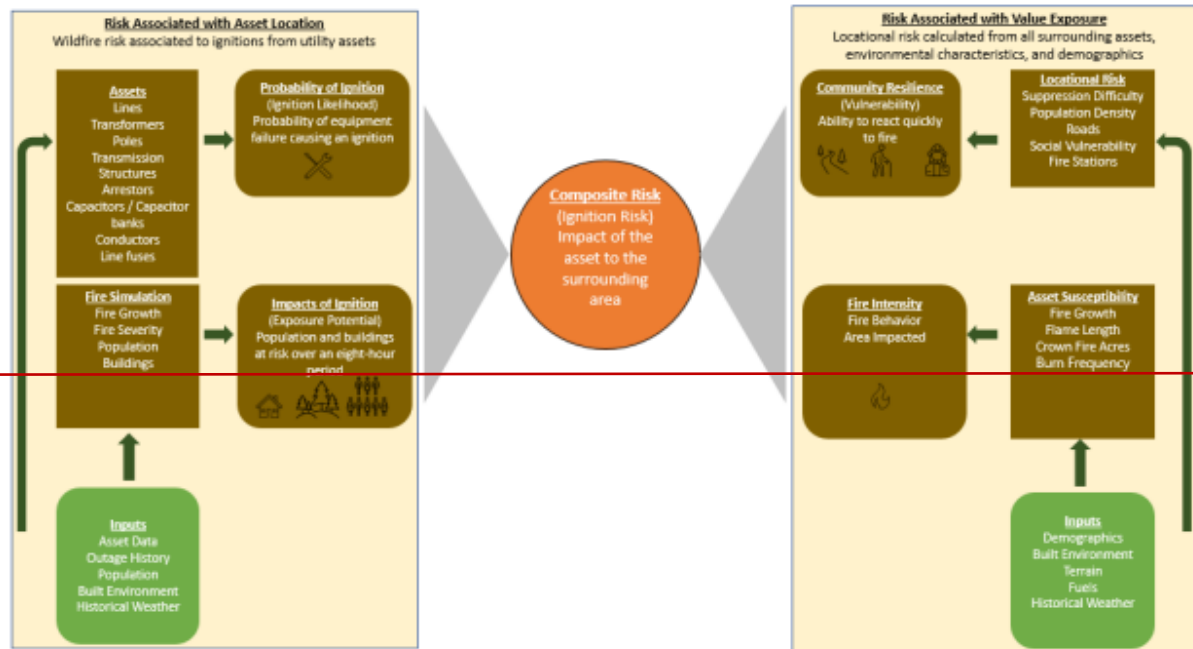 Risk Associated with Asset Location
Wildfire risk associated to ignitions from utility assets
Assets
Lines
Transformers
Poles
Transmission
Structures
Arrestors
Capacitors / Capacitor
banks
Conductors
Line fuses
Probability of Ignition
(Ignition Likelihood)
Probability of equipment
failure causing an ignition
Fire Simulation
Fire Growth
Fire Severity
Population
Buildings
Impacts of Ignition
(Exposure Potential)
Population and buildings
at risk over an eight-hour
period
Inputs
Asset Data
Outage History
Population
Built Environment
Historical Weather
Composite Risk
(Ignition Risk)
Impact of the
asset to the
surrounding
area
Risk Associated with Value Exposure
Locational risk calculated from all surrounding assets,
environmental characteristics, and demographics
Community Resilience
(Vulnerability)
Ability to react quickly
to fire
Locational Risk
Suppression Difficulty
Population Density
Roads
Social Vulnerability
Fire Stations
Fire Intensity
Fire Behavior
Area Impacted
Asset Susceptibility
Fire Growth
Flame Length
Crown Fire Acres
Burn Frequency
Inputs
Demographics
Built Environment
Terrain
Fuels
Historical Weather